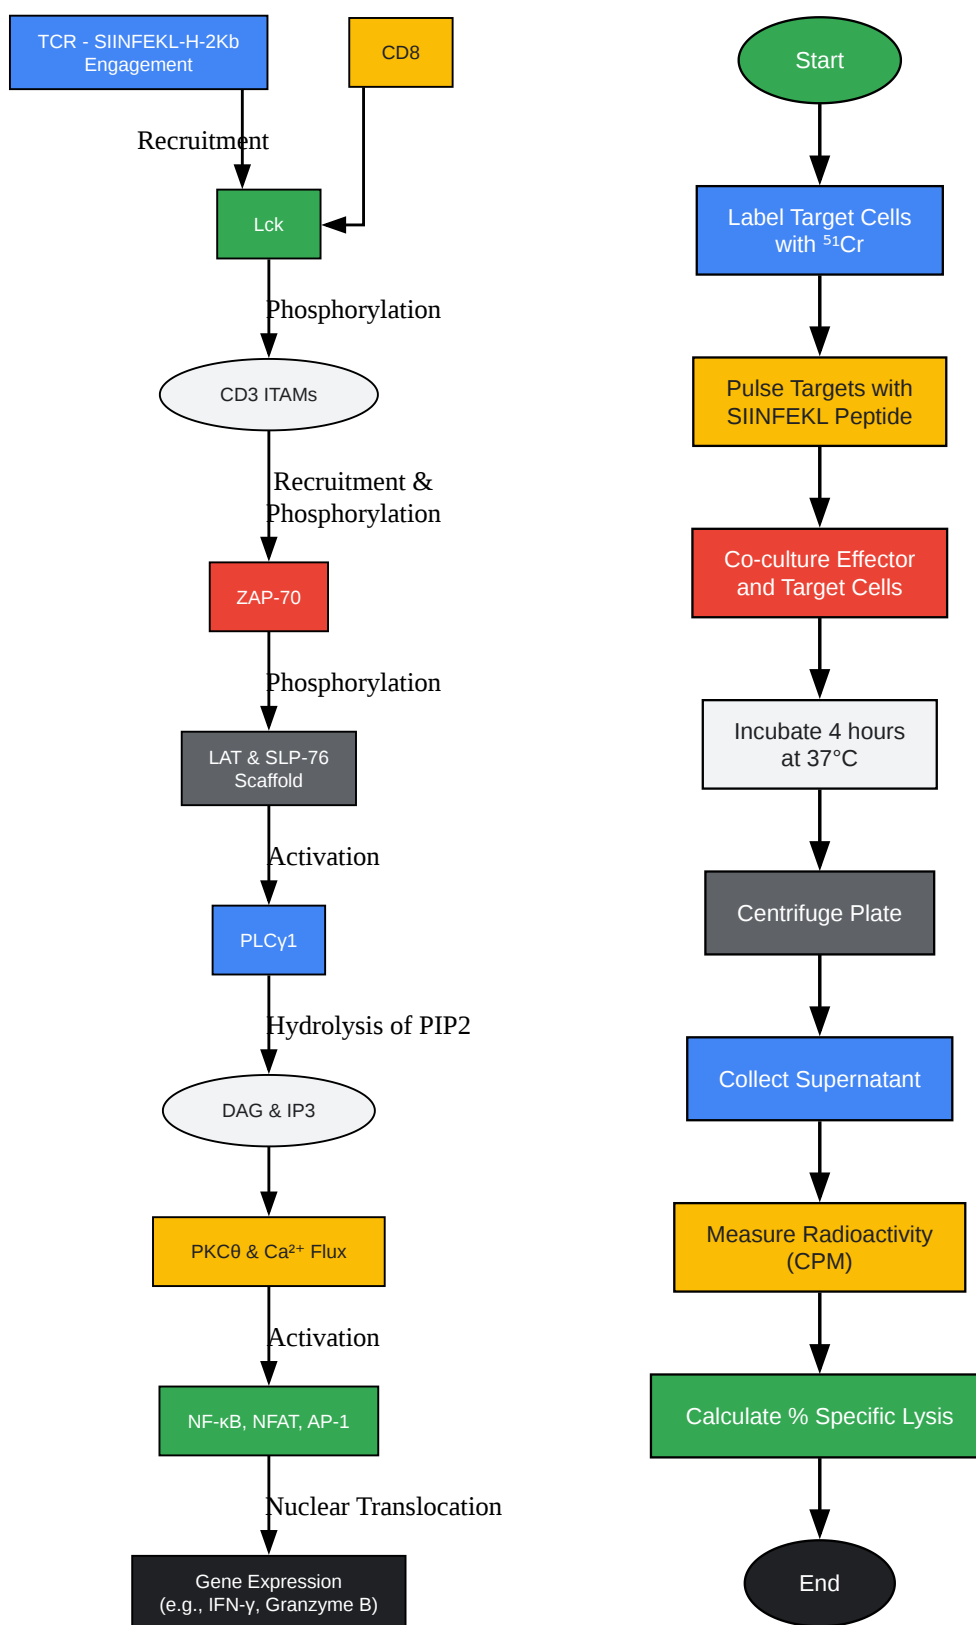 TCR - SIINFEKL-H-2Kb
Engagement
CD8
Recruitment
Lck
Phosphorylation
CD3 ITAMs
Recruitment &
Phosphorylation
ZAP-70
Phosphorylation
LAT & SLP-76
Scaffold
Activation
PLCγ1
Hydrolysis of PIP2
DAG & IP3
PKCθ & Ca²⁺ Flux
Activation
NF-κB, NFAT, AP-1
Nuclear Translocation
Gene Expression
(e.g., IFN-γ, Granzyme B)
Start
Label Target Cells
with ⁵¹Cr
Pulse Targets with
SIINFEKL Peptide
Co-culture Effector
and Target Cells
Incubate 4 hours
at 37°C
Centrifuge Plate
Collect Supernatant
Measure Radioactivity
(CPM)
Calculate % Specific Lysis
End